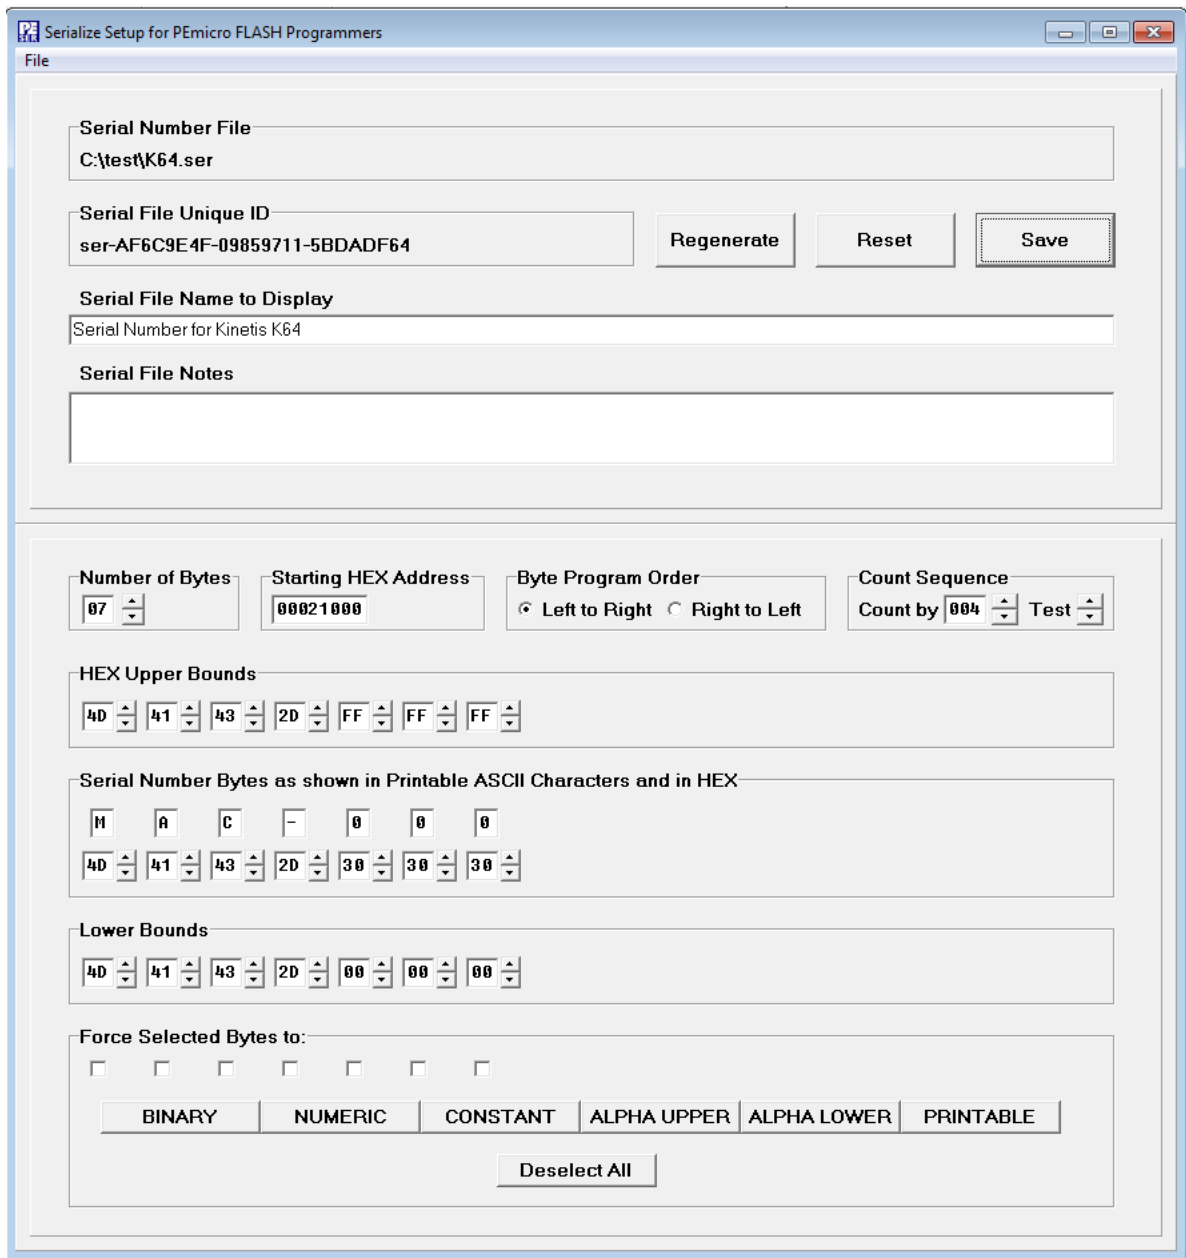 Serialize Setup for PEmicro FLASH Programmers
File
Serial Number File
C:\test\K64.ser
Serial File Unique ID
ser-AF6C9E4F-09859711-5BDADF64
Regenerate Reset Save
Serial File Name to Display
Serial Number for Kinetis K64
Serial File Notes
Number of Bytes Starting HEX Address Byte Program Order Count Sequence
07 00021000 Left to Right Right to Left Count by 004 Test
HEX Upper Bounds
4D 41 43 2D FF FF FF
Serial Number Bytes as shown in Printable ASCII Characters and in HEX
M A C - 0 0 0
4D 41 43 2D 30 30 30
Lower Bounds
4D 41 43 2D 00 00 00
Force Selected Bytes to:
BINARY NUMERIC CONSTANT ALPHA UPPER ALPHA LOWER PRINTABLE
Deselect All